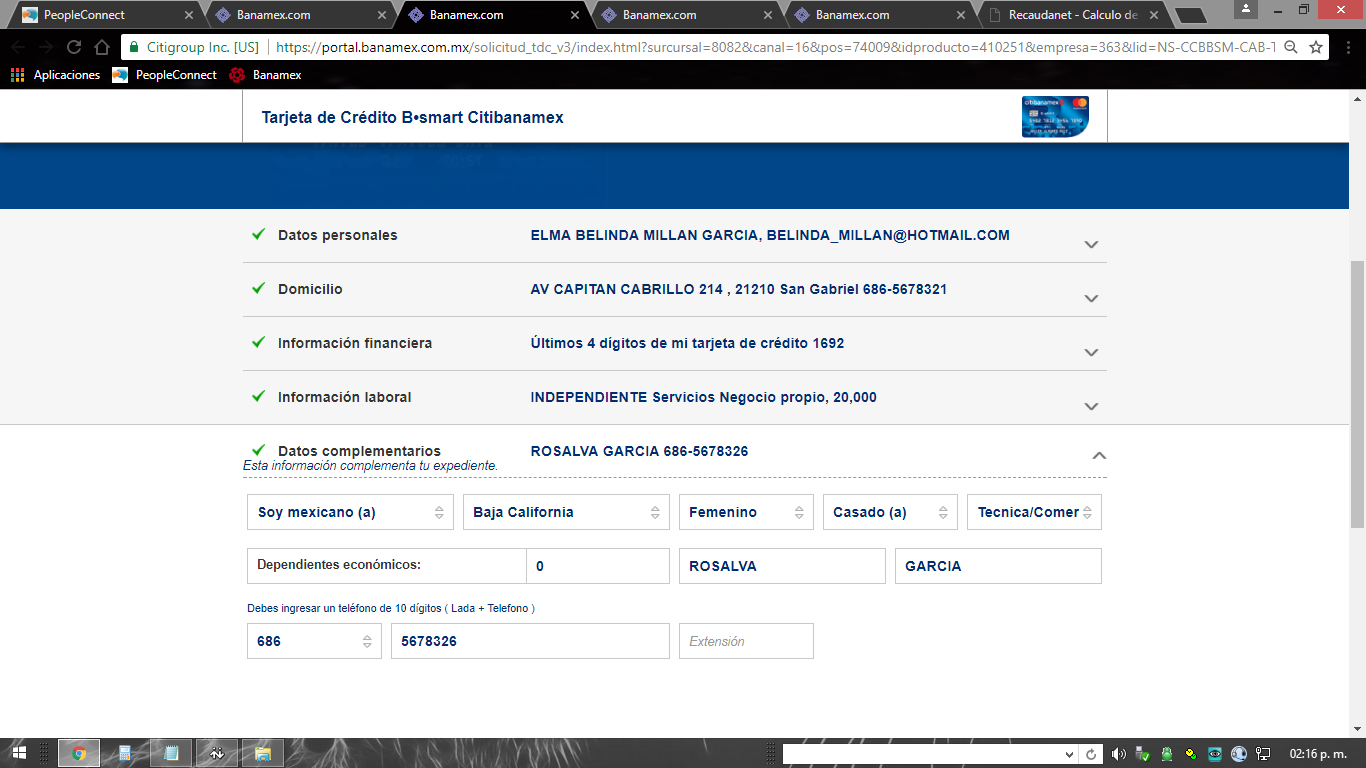 PeopleConnect
Banamex.com
Banamex.com
Banamex.com
Banamex.com
Recaudanet - Calculo de
Citigroup Inc. [US]
https://portal.banamex.com.mx/solicitud_tdc_v3/index.html?sucursal=8082&canal=16&pos=74009&idproducto=410251&empresa=363&lid=NS-CCBBSM-CAB-T
Aplicaciones
PeopleConnect
Banamex
Tarjeta de Crédito B•smart Citibanamex
citibanamex
Datos personales
ELMA BELINDA MILLAN GARCIA, BELINDA_MILLAN@HOTMAIL.COM
Domicilio
AV CAPITAN CABRILLO 214 , 21210 San Gabriel 686-5678321
Información financiera
Últimos 4 dígitos de mi tarjeta de crédito 1692
Información laboral
INDEPENDIENTE Servicios Negocio propio, 20,000
Datos complementarios
ROSALVA GARCIA 686-5678326
Esta información complementa tu expediente.
Soy mexicano (a)
Baja California
Femenino
Casado (a)
Tecnica/Comer
Dependientes económicos:
0
ROSALVA
GARCIA
Debes ingresar un teléfono de 10 dígitos ( Lada + Telefono )
686
5678326
Extensión
02:16 p. m.